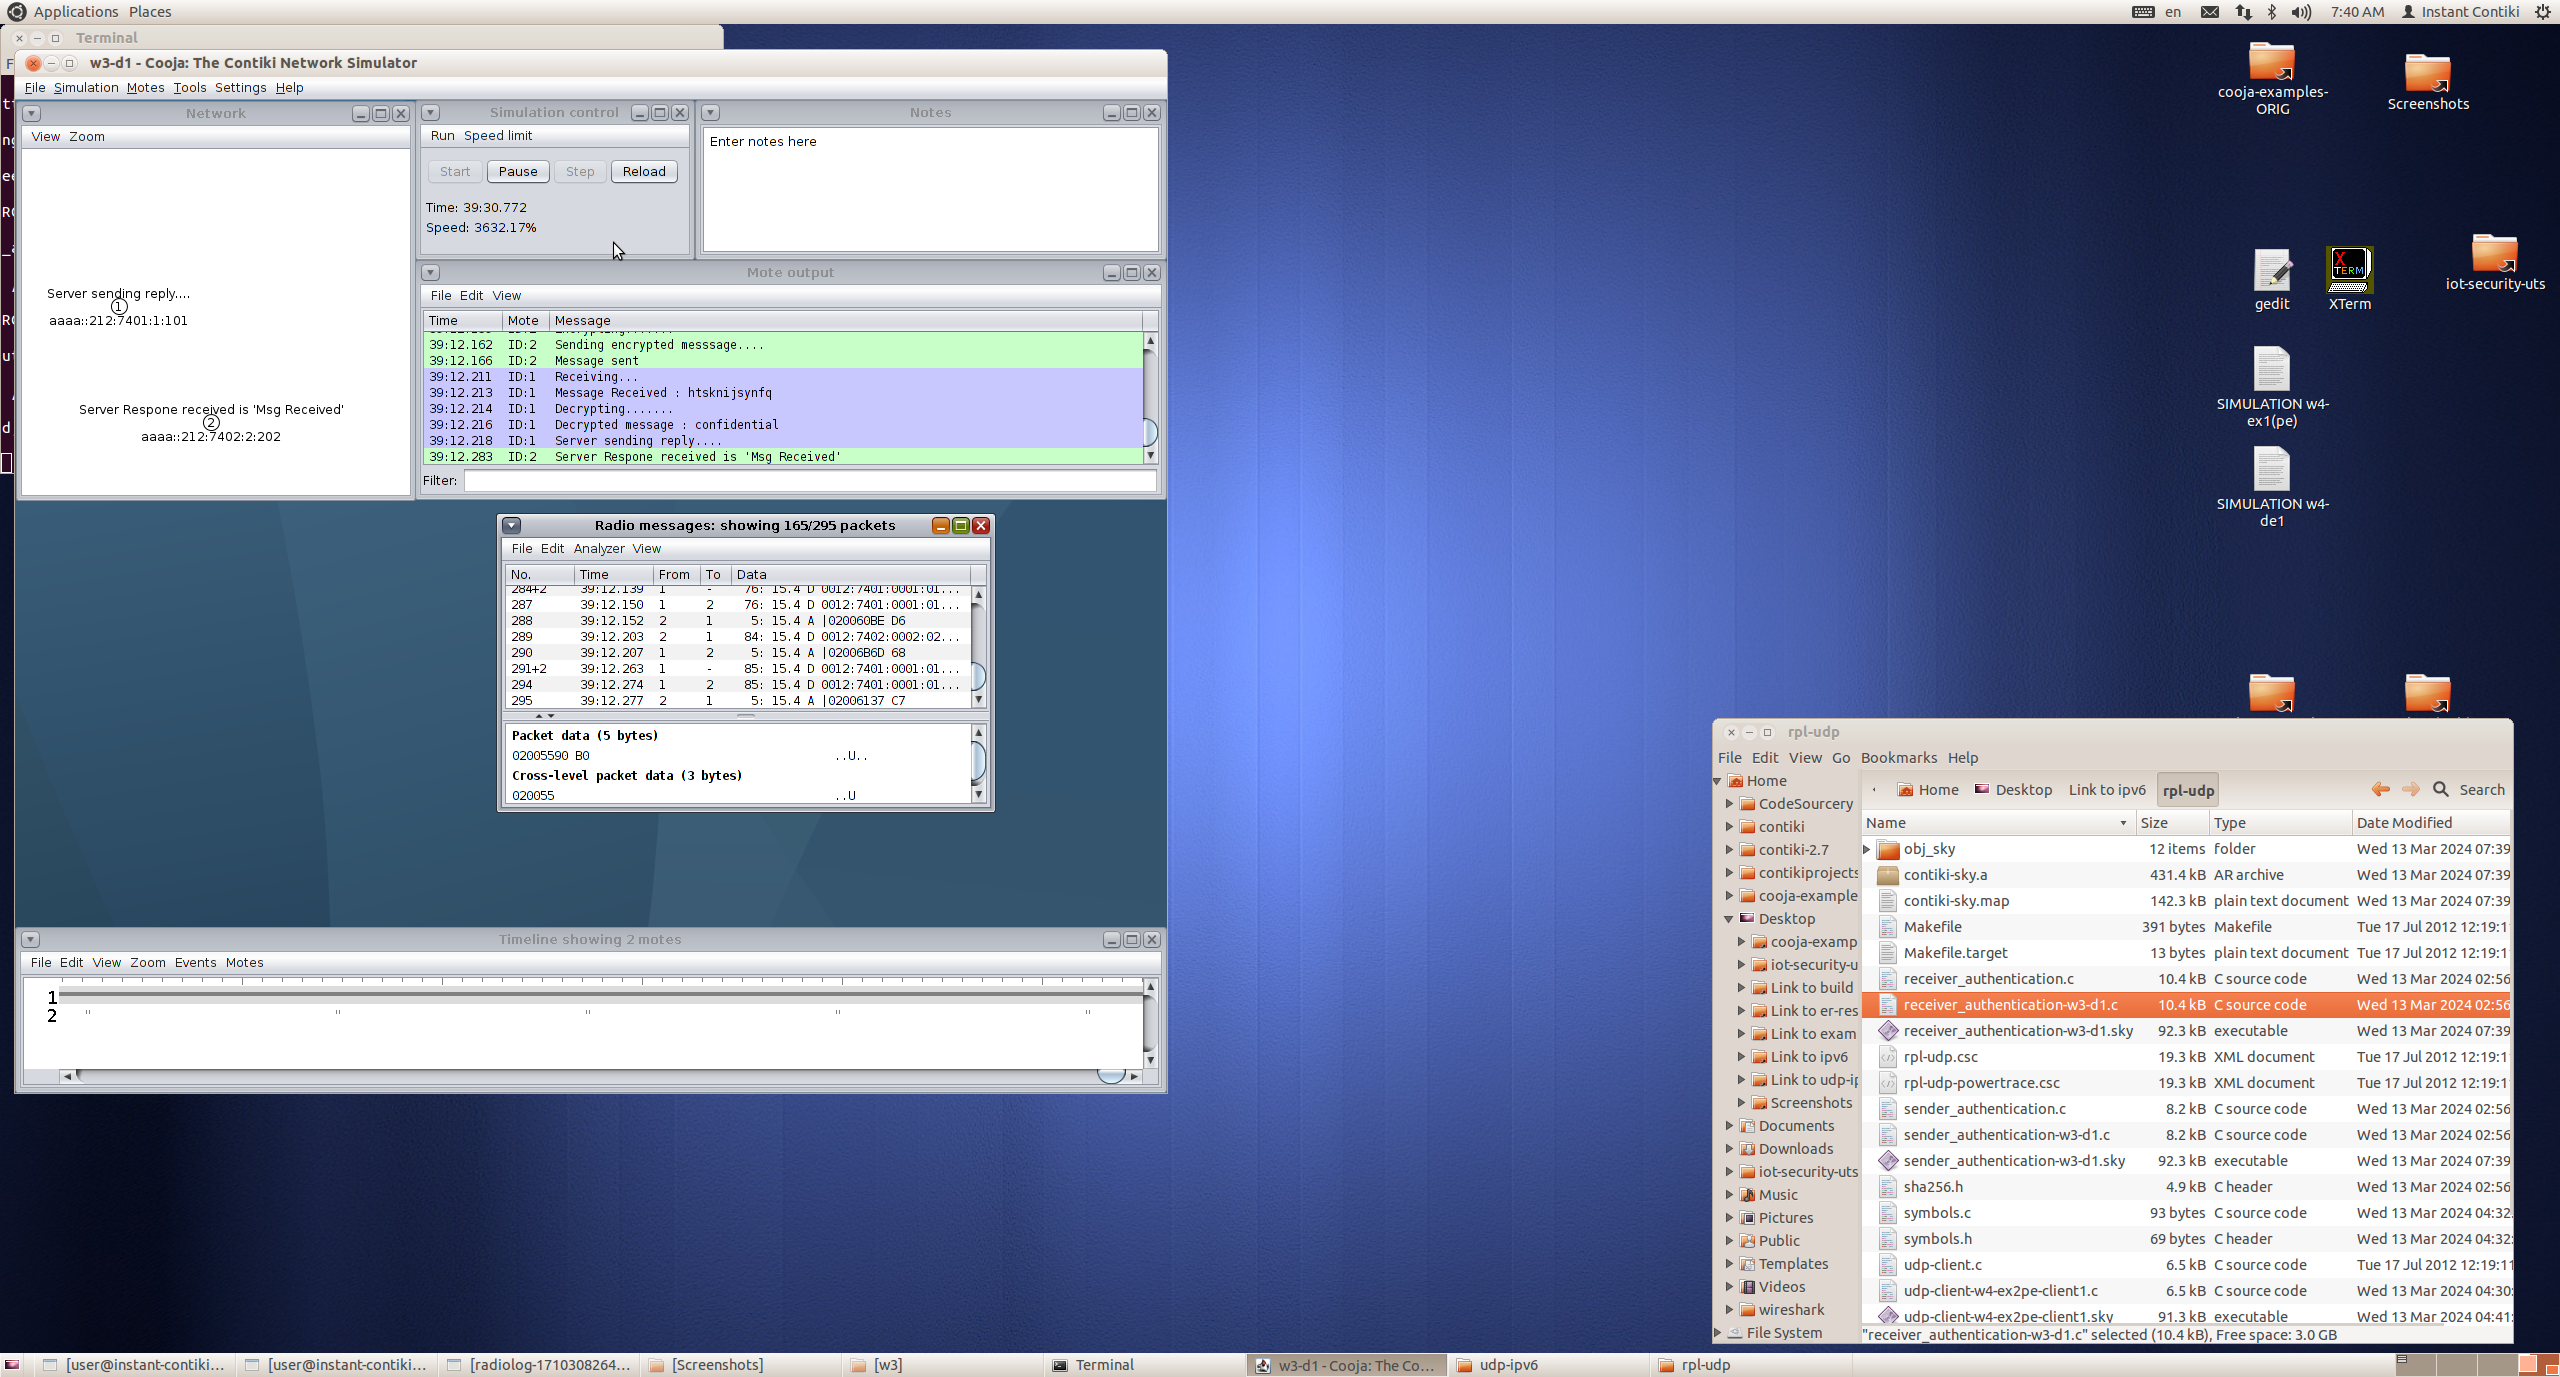 Applications Places
en 7:40 AM Instant Contiki
Terminal
w3-d1 - Cooja: The Contiki Network Simulator
File Simulation Motes Tools Settings Help
Network
View Zoom
Server sending reply....
1
aaaa::212:7401:1:101
Server Respone received is 'Msg Received'
2
aaaa::212:7402:2:202
Simulation control
Run Speed limit
Start Pause Step Reload
Time: 39:30.772
Speed: 3632.17%
Notes
Enter notes here
Mote output
File Edit View
Time Mote Message
39:12.162 ID:2 Sending encrypted messsage....
39:12.166 ID:2 Message sent
39:12.211 ID:1 Receiving...
39:12.213 ID:1 Message Received : htsknijsynfq
39:12.214 ID:1 Decrypting.......
39:12.216 ID:1 Decrypted message : confidential
39:12.218 ID:1 Server sending reply....
39:12.283 ID:2 Server Respone received is 'Msg Received'
Filter:
Radio messages: showing 165/295 packets
File Edit Analyzer View
No. Time From To Data
284+2 39:12.139 1 - 76: 15.4 D 0012:7401:0001:01...
287 39:12.150 1 2 76: 15.4 D 0012:7401:0001:01...
288 39:12.152 2 1 5: 15.4 A |020060BE D6
289 39:12.203 2 1 84: 15.4 D 0012:7402:0002:02...
290 39:12.207 1 2 5: 15.4 A |02006B6D 68
291+2 39:12.263 1 - 85: 15.4 D 0012:7401:0001:01...
294 39:12.274 1 2 85: 15.4 D 0012:7401:0001:01...
295 39:12.277 2 1 5: 15.4 A |02006137 C7
Packet data (5 bytes)
02005590 B0 ..U..
Cross-level packet data (3 bytes)
020055 ..U
Timeline showing 2 motes
File Edit View Zoom Events Motes
1
2
cooja-examples-
ORIG
Screenshots
gedit
XTerm
iot-security-uts
SIMULATION w4-
ex1(pe)
SIMULATION w4-
de1
rpl-udp
File Edit View Go Bookmarks Help
Home
CodeSourcery
contiki
contiki-2.7
contikiprojects
cooja-example
Desktop
cooja-examp
iot-security-u
Link to build
Link to er-res
Link to exam
Link to ipv6
Link to udp-ip
Screenshots
Documents
Downloads
iot-security-uts
Music
Pictures
Public
Templates
Videos
wireshark
File System
Home Desktop Link to ipv6 rpl-udp Search
Name Size Type Date Modified
obj_sky 12 items folder Wed 13 Mar 2024 07:39
contiki-sky.a 431.4 kB AR archive Wed 13 Mar 2024 07:39
contiki-sky.map 142.3 kB plain text document Wed 13 Mar 2024 07:39
Makefile 391 bytes Makefile Tue 17 Jul 2012 12:19:1
Makefile.target 13 bytes plain text document Tue 17 Jul 2012 12:19:1
receiver_authentication.c 10.4 kB C source code Wed 13 Mar 2024 02:56
receiver_authentication-w3-d1.c 10.4 kB C source code Wed 13 Mar 2024 02:56
receiver_authentication-w3-d1.sky 92.3 kB executable Wed 13 Mar 2024 07:39
rpl-udp.csc 19.3 kB XML document Tue 17 Jul 2012 12:19:1
rpl-udp-powertrace.csc 19.3 kB XML document Tue 17 Jul 2012 12:19:1
sender_authentication.c 8.2 kB C source code Wed 13 Mar 2024 02:56
sender_authentication-w3-d1.c 8.2 kB C source code Wed 13 Mar 2024 02:56
sender_authentication-w3-d1.sky 92.3 kB executable Wed 13 Mar 2024 07:39
sha256.h 4.9 kB C header Wed 13 Mar 2024 02:56
symbols.c 93 bytes C source code Wed 13 Mar 2024 04:32
symbols.h 69 bytes C header Wed 13 Mar 2024 04:32:
udp-client.c 6.5 kB C source code Tue 17 Jul 2012 12:19:11
udp-client-w4-ex2pe-client1.c 6.5 kB C source code Wed 13 Mar 2024 04:30:
udp-client-w4-ex2pe-client1.sky 91.3 kB executable Wed 13 Mar 2024 04:41:
"receiver_authentication-w3-d1.c" selected (10.4 kB), Free space: 3.0 GB
[user@instant-contiki... [user@instant-contiki... [radiolog-1710308264... [Screenshots] [w3] Terminal w3-d1 - Cooja: The Co... udp-ipv6 rpl-udp